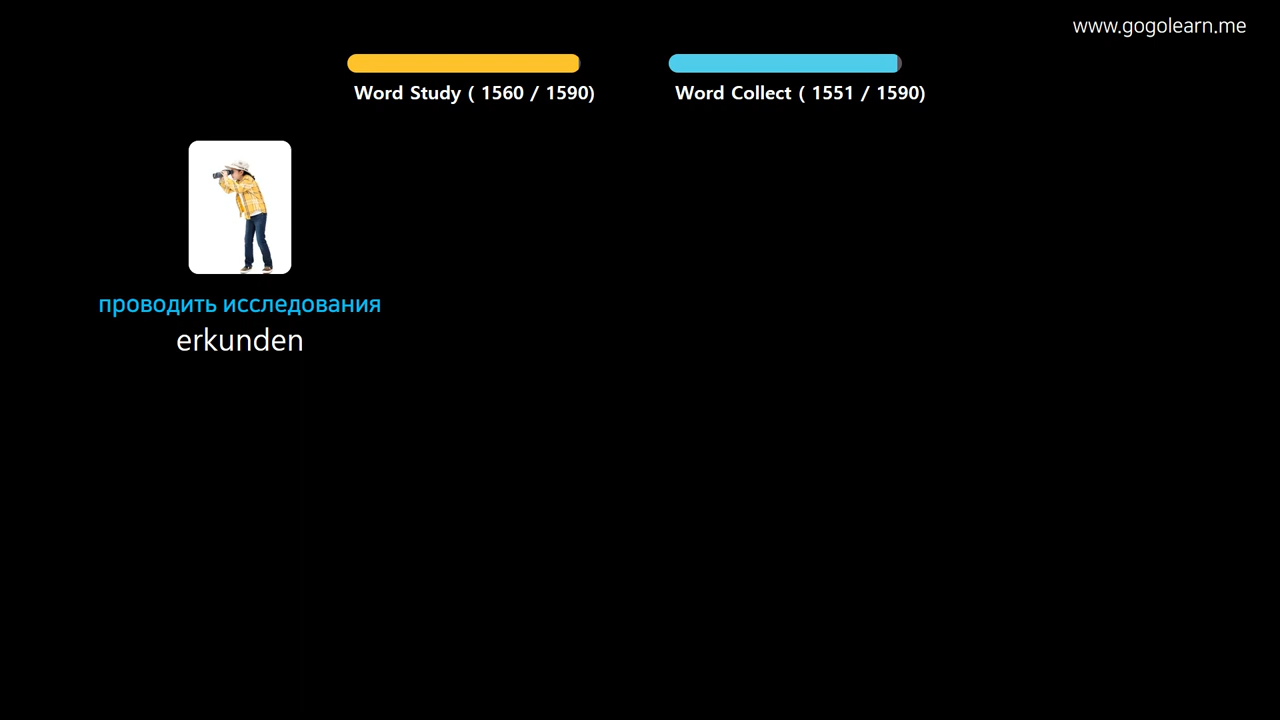 www.gogolearn.me
Word Study ( 1560 / 1590)
Word Collect ( 1551 / 1590)
проводить исследования
erkunden